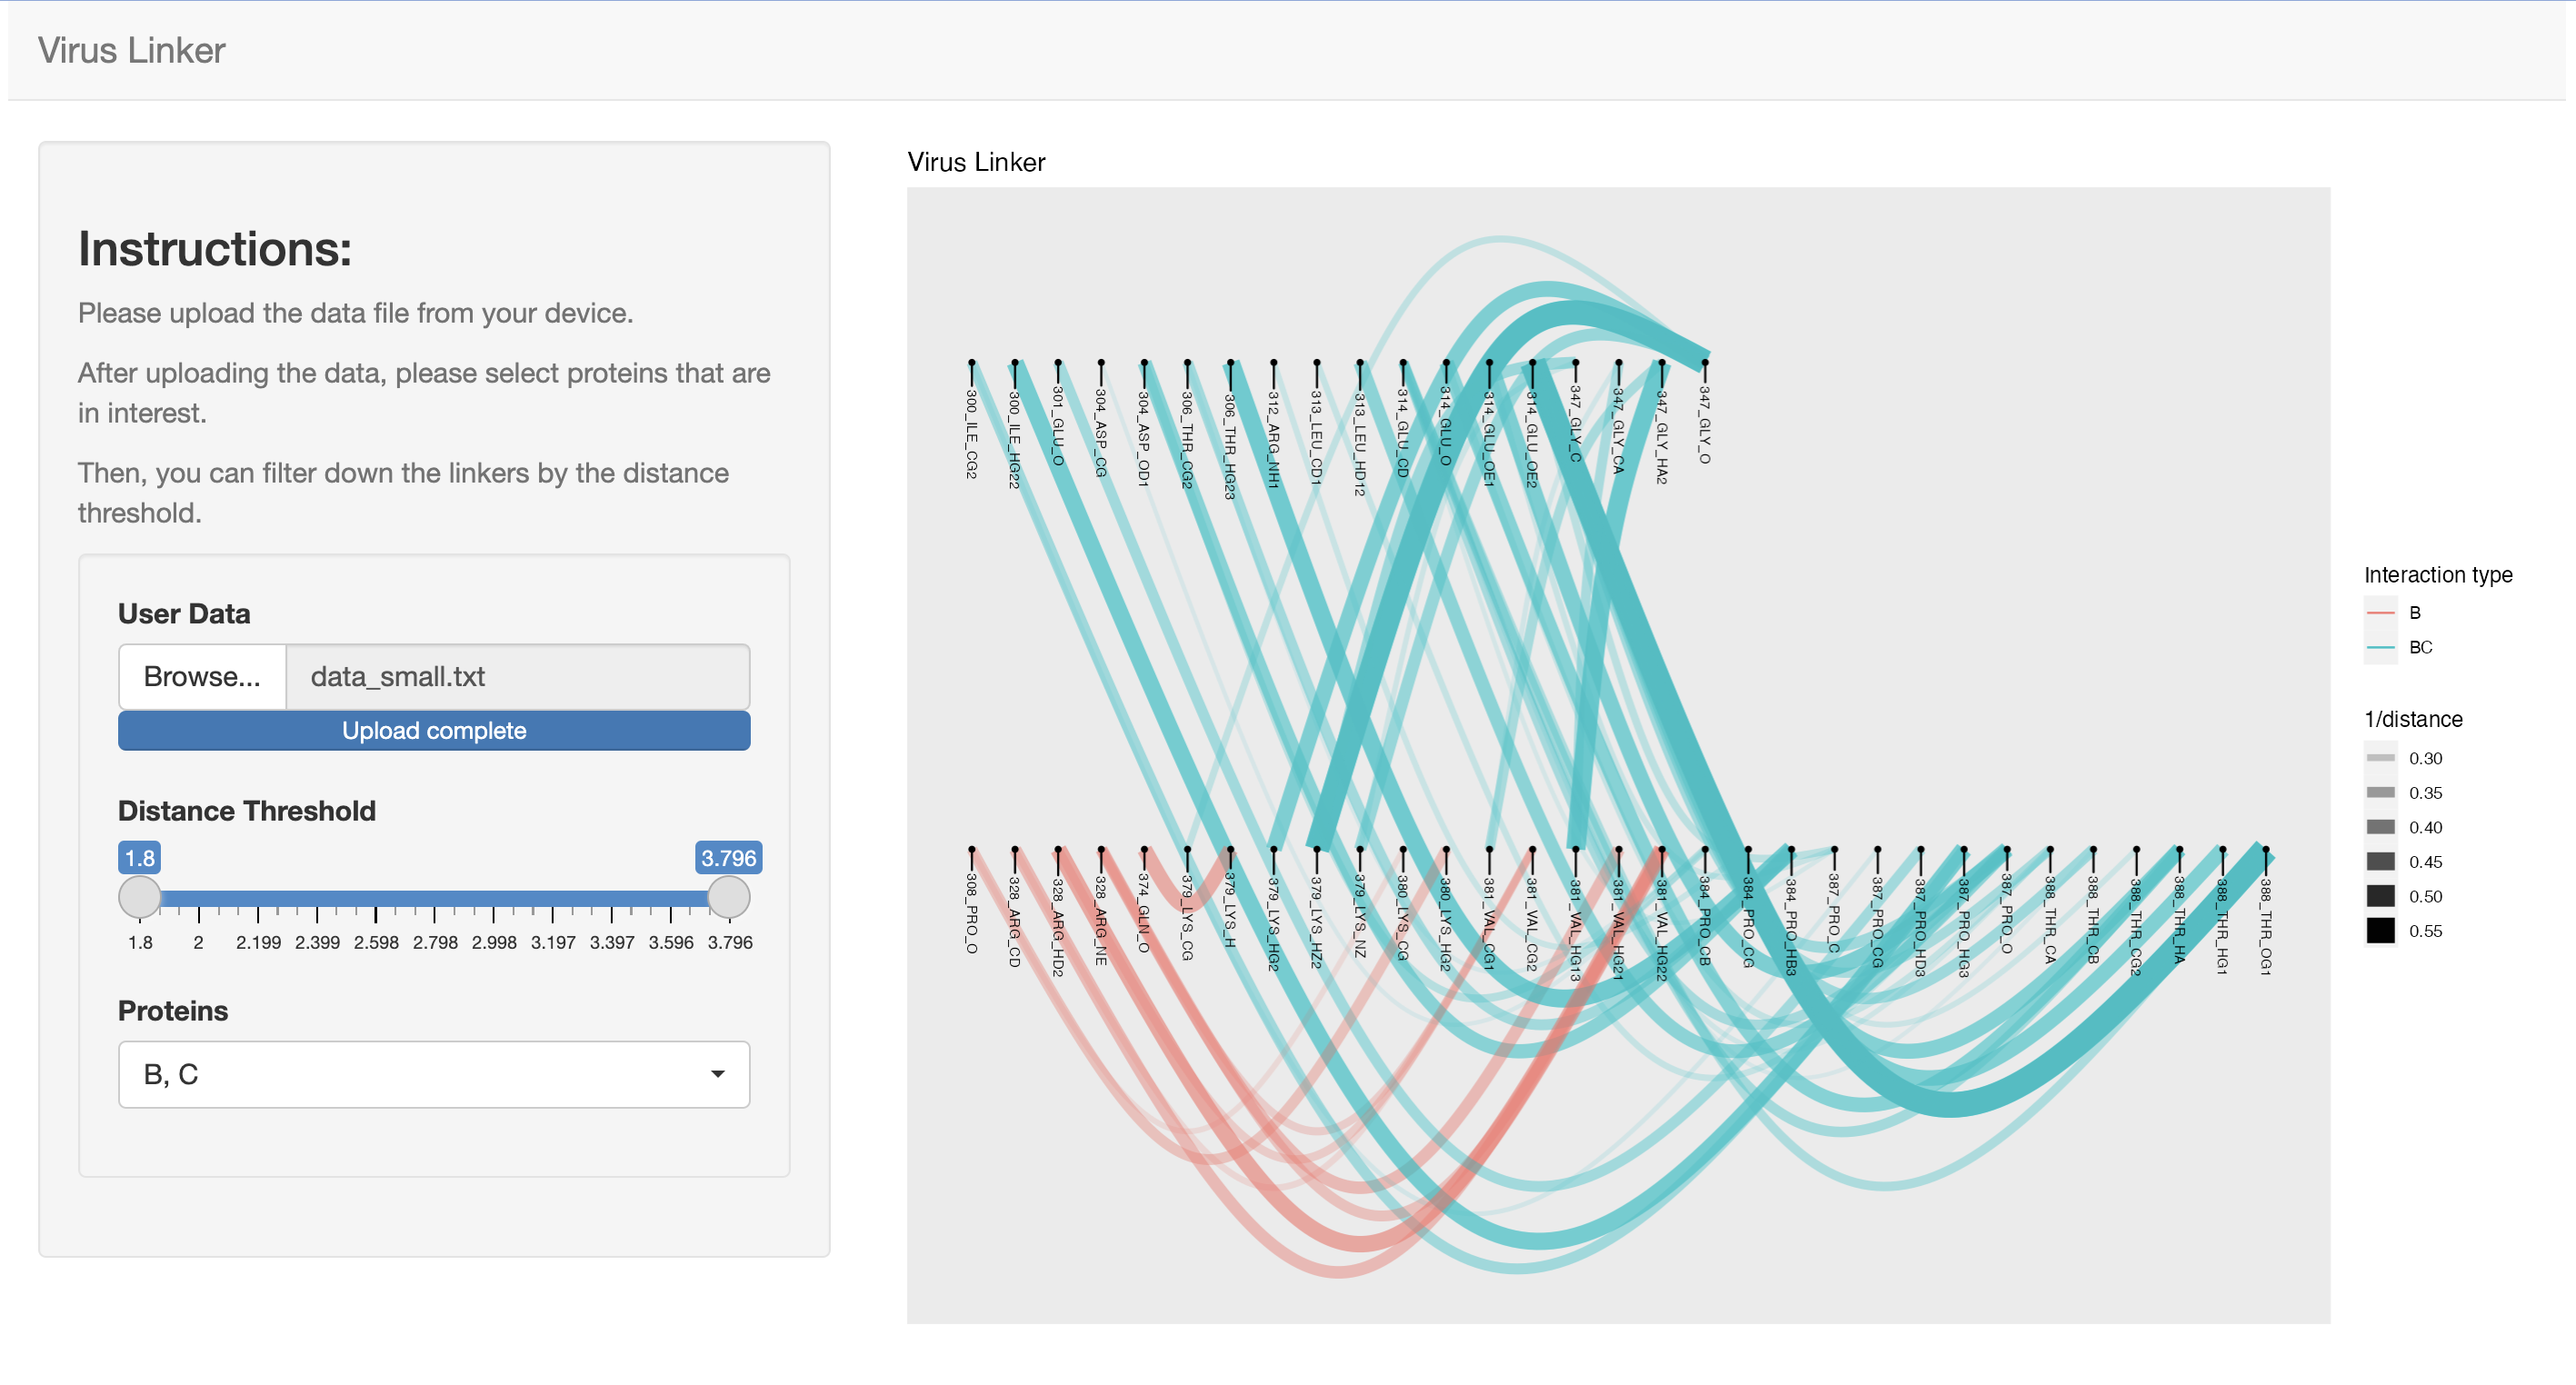 Virus Linker
Instructions:
Please upload the data file from your device.
After uploading the data, please select proteins that are
in interest.
Then, you can filter down the linkers by the distance
threshold.
User Data
Browse... data_small.txt
Upload complete
Distance Threshold
1.8 3.796
1.8 2 2.199 2.399 2.598 2.798 2.998 3.197 3.397 3.596 3.796
Proteins
B, C
Virus Linker
300_ILE_CG2
300_ILE_HG22
301_GLU_O
304_ASP_CG
304_ASP_OD1
306_THR_CG2
306_THR_HG23
312_ARG_NH1
313_LEU_CD1
313_LEU_HD12
314_GLU_CD
314_GLU_O
314_GLU_OE1
314_GLU_OE2
347_GLY_C
347_GLY_CA
347_GLY_HA2
347_GLY_O
308_PRO_O
328_ARG_CD
328_ARG_HD2
328_ARG_NE
374_GLN_O
379_LYS_CG
379_LYS_H
379_LYS_HG2
379_LYS_HZ2
379_LYS_NZ
380_LYS_CG
380_LYS_HG2
381_VAL_CG1
381_VAL_CG2
381_VAL_HG13
381_VAL_HG21
381_VAL_HG22
384_PRO_CB
384_PRO_CG
384_PRO_HB3
387_PRO_C
387_PRO_CG
387_PRO_HD3
387_PRO_HG3
387_PRO_O
388_THR_CA
388_THR_CB
388_THR_CG2
388_THR_HA
388_THR_HG1
388_THR_OG1
Interaction type
B
BC
1/distance
0.30
0.35
0.40
0.45
0.50
0.55